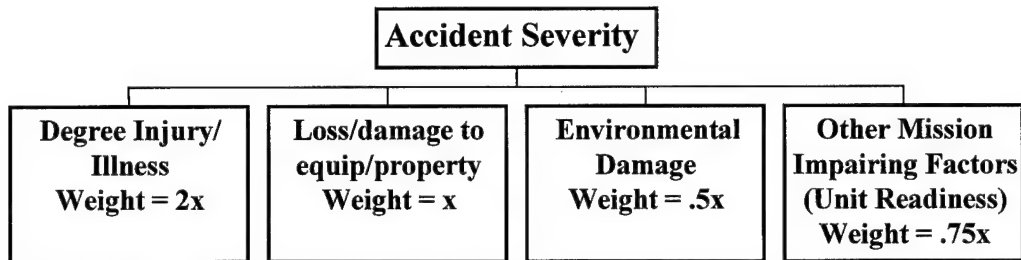 Accident Severity
Degree Injury/
Illness
Weight = 2x
Loss/damage to
equip/property
Weight = x
Environmental
Damage
Weight = .5x
Other Mission
Impairing Factors
(Unit Readiness)
Weight = .75x